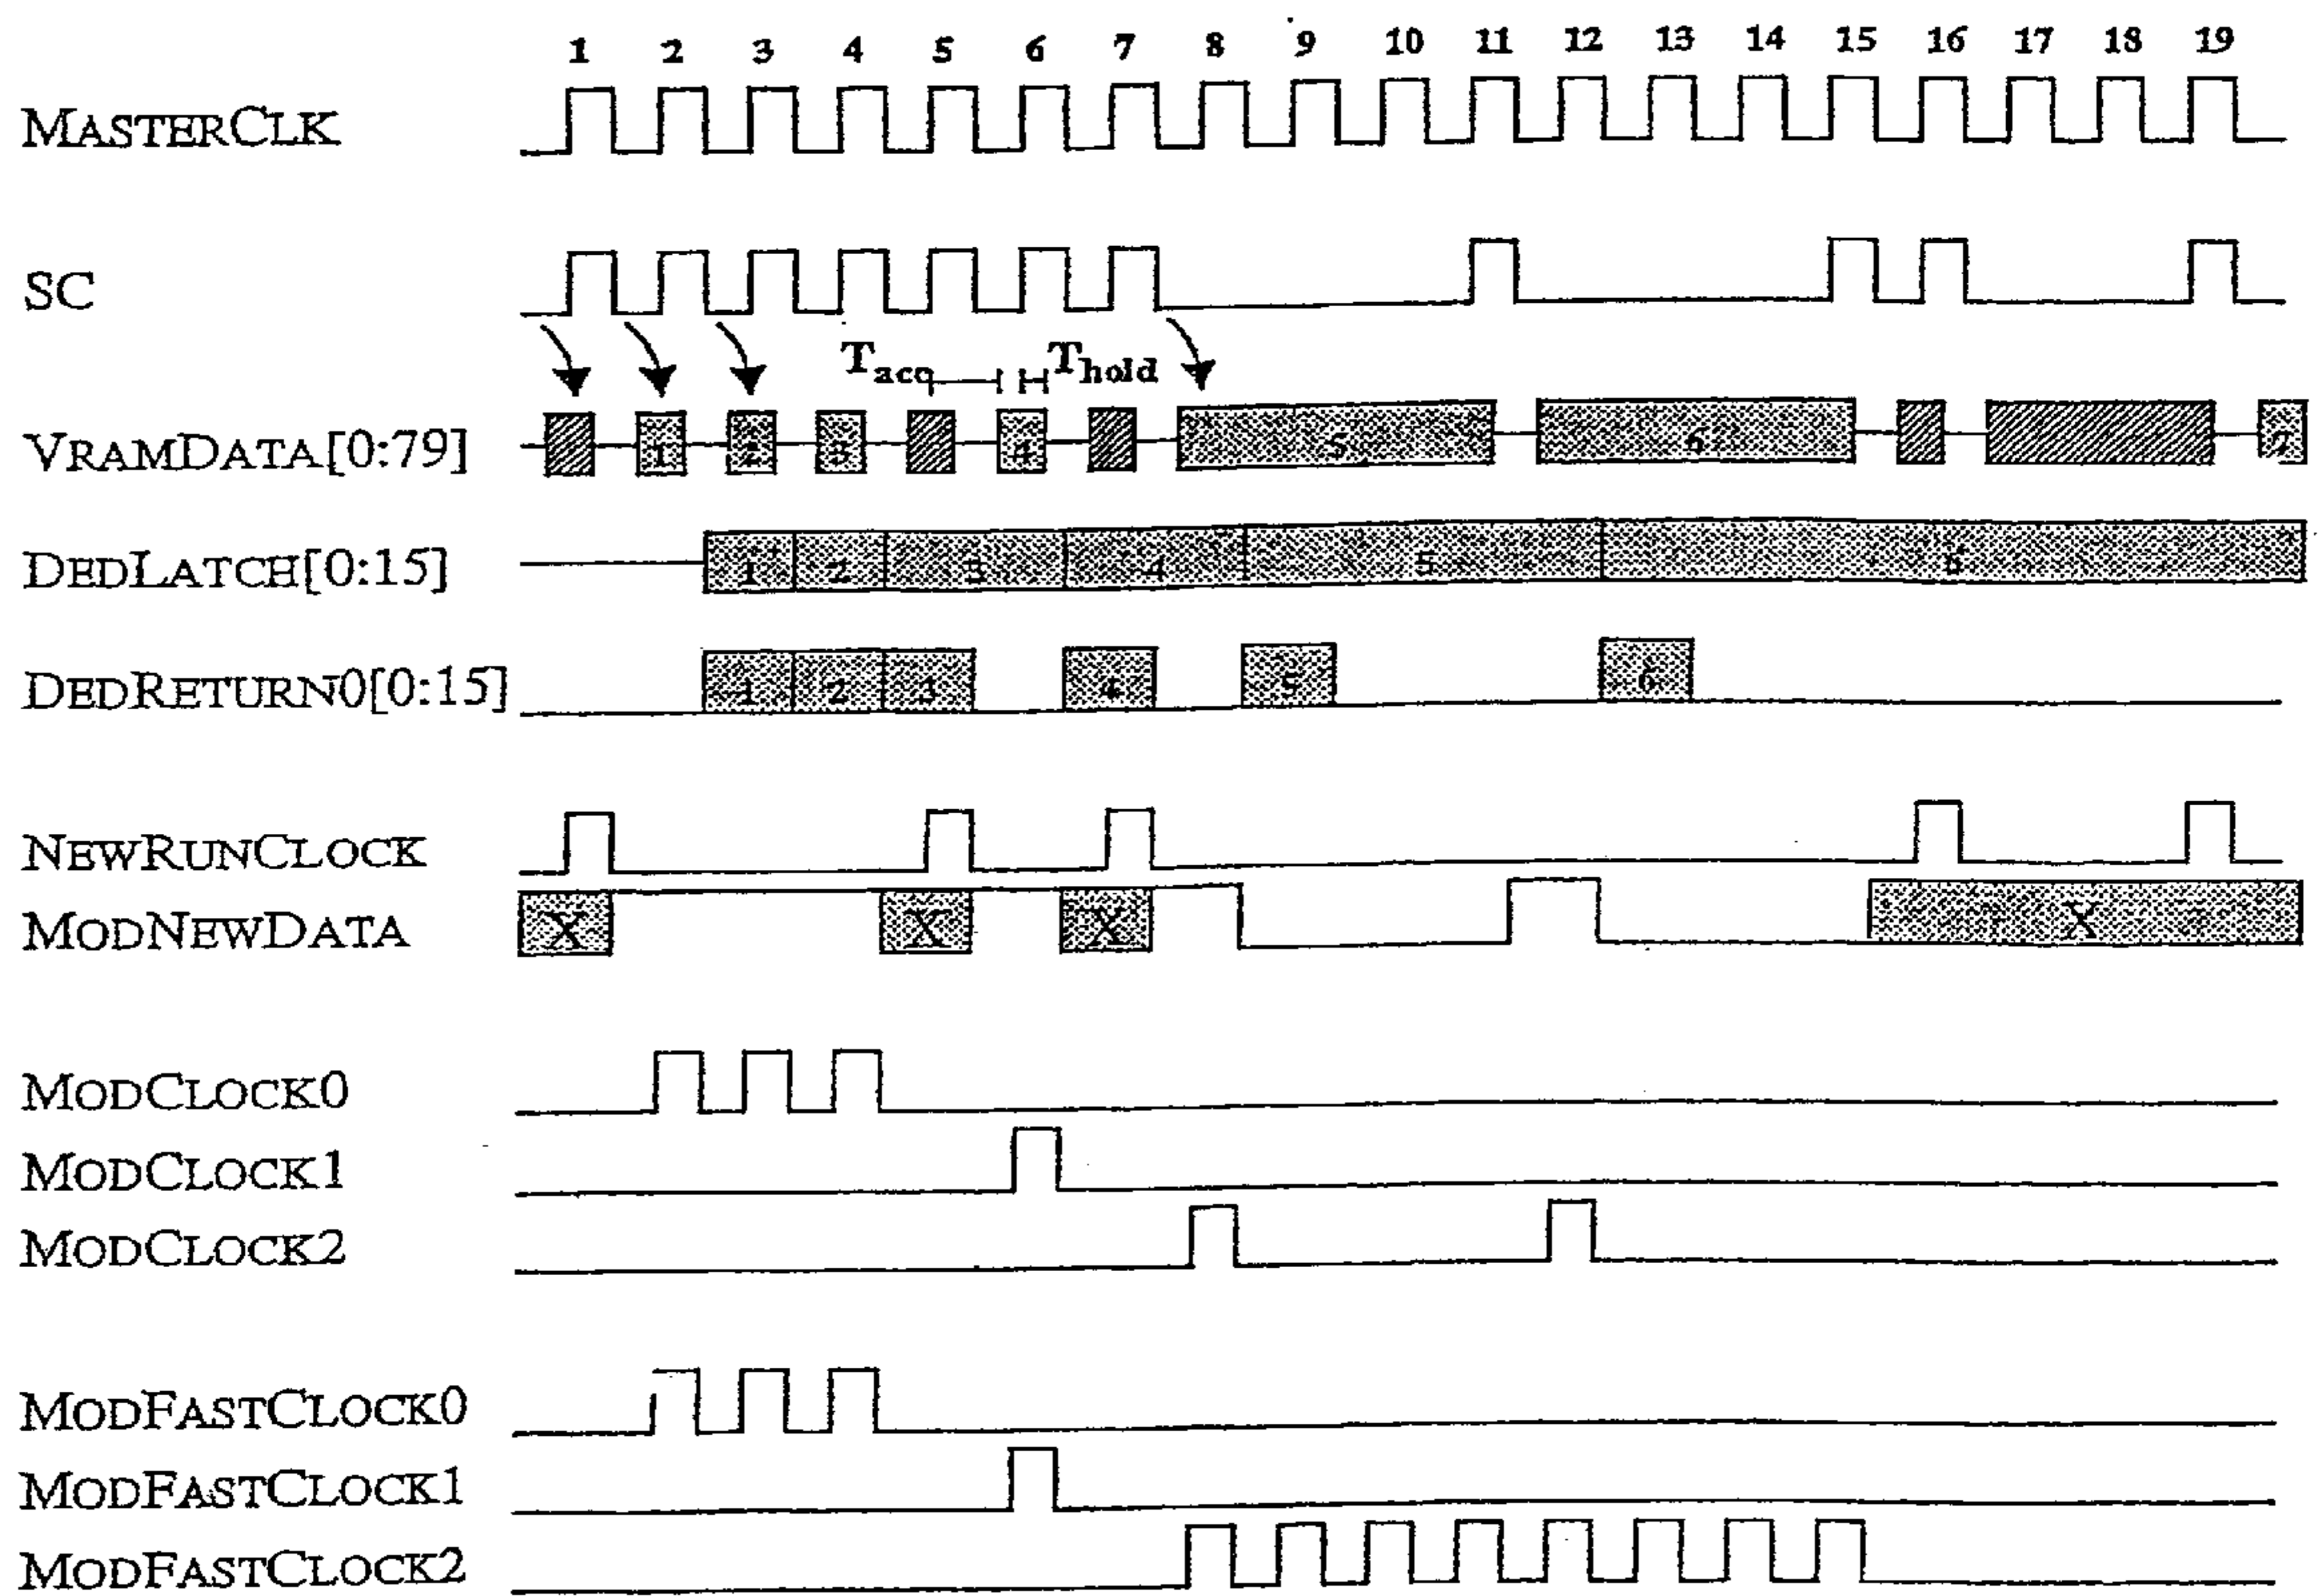 1 2 3 4 5 6 7 8 9 10 11 12 13 14 15 16 17 18 19
MASTERCLK
SC
Tacc Thold
VRAMDATA[0:79] 1 2 3 4 5 6 7
DEDLATCH[0:15] 1 2 3 4 5 6
DEDRETURN0[0:15] 1 2 3 4 5 6
NEWRUNCLOCK
MODNEWDATA X X X X
MODCLOCK0
MODCLOCK1
MODCLOCK2
MODFASTCLOCK0
MODFASTCLOCK1
MODFASTCLOCK2